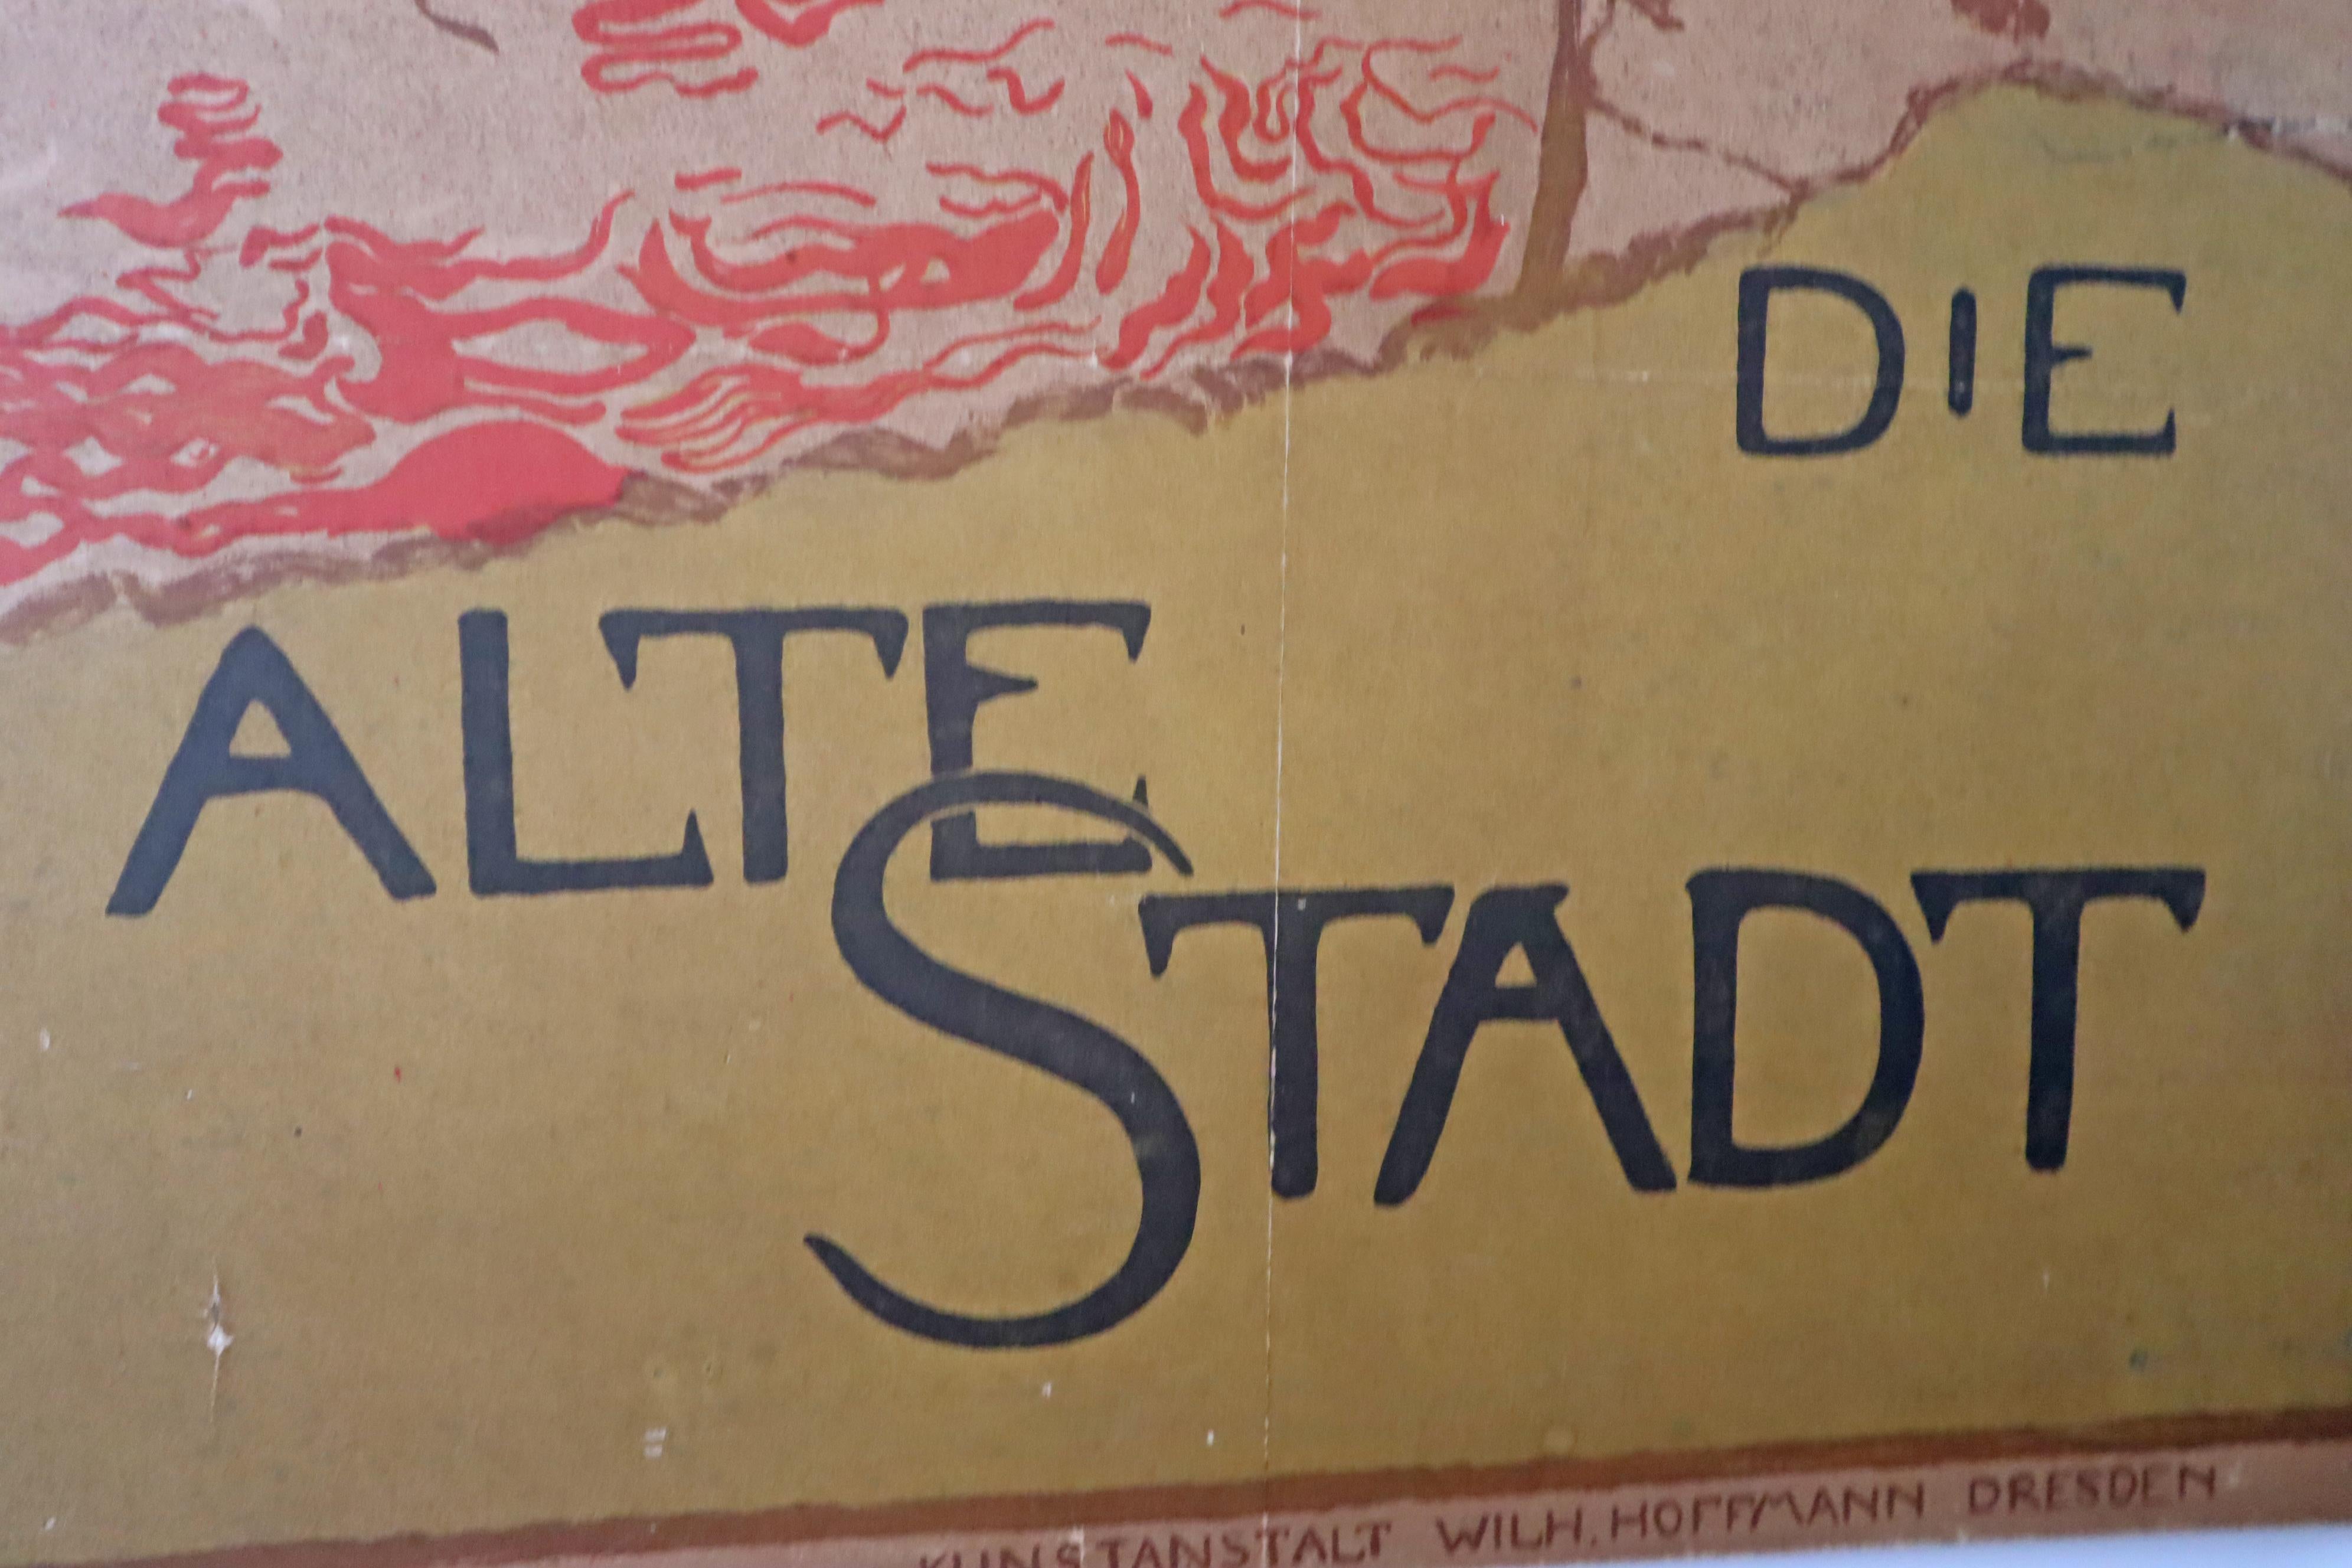 DIE
ALTE
STADT
KUNSTANSTALT WILH. HOFFMANN DRESDEN